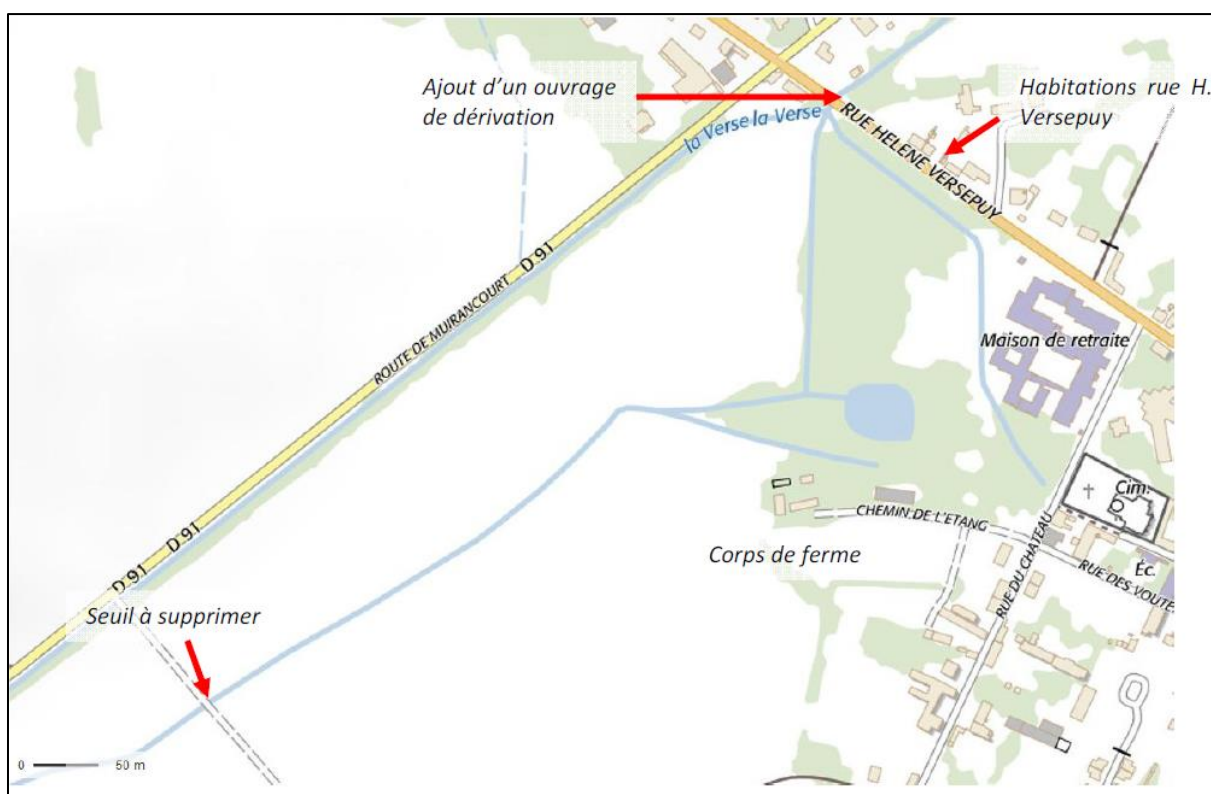 Ajout d’un ouvrage
de dérivation
Habitations rue H.
Versepuy
la Verse la Verse
RUE HELENE VERSEPUY
D 91
ROUTE DE MUIRANCOURT
Maison de retraite
Cim.
CHEMIN DE L'ETANG
Corps de ferme
RUE DU CHATEAU
Éc.
RUE DES VOUTE
D 91
D 91
Seuil à supprimer
0 50 m